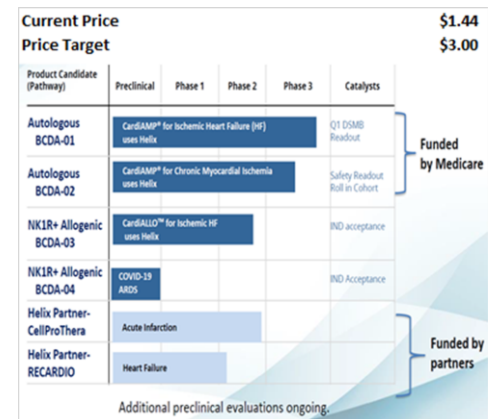 Current Price $1.44
Price Target $3.00
Product Candidate
(Pathway) Preclinical Phase 1 Phase 2 Phase 3 Catalysts
Autologous
BCDA-01
CardiAMP® for Ischemic Heart Failure (HF)
uses Helix
Q1 DSMB
Readout
Autologous
BCDA-02
CardiAMP® for Chronic Myocardial Ischemia
uses Helix
Safety Readout
Roll in Cohort
Funded
by Medicare
NK1R+ Allogenic
BCDA-03
CardiALLO™ for Ischemic HF
uses Helix
IND acceptance
NK1R+ Allogenic
BCDA-04
COVID-19
ARDS
IND Acceptance
Helix Partner-
CellProThera
Acute Infarction
Helix Partner-
RECARDIO
Heart Failure
Funded by
partners
Additional preclinical evaluations ongoing.